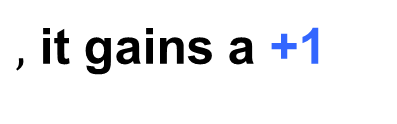 , it gains a +1